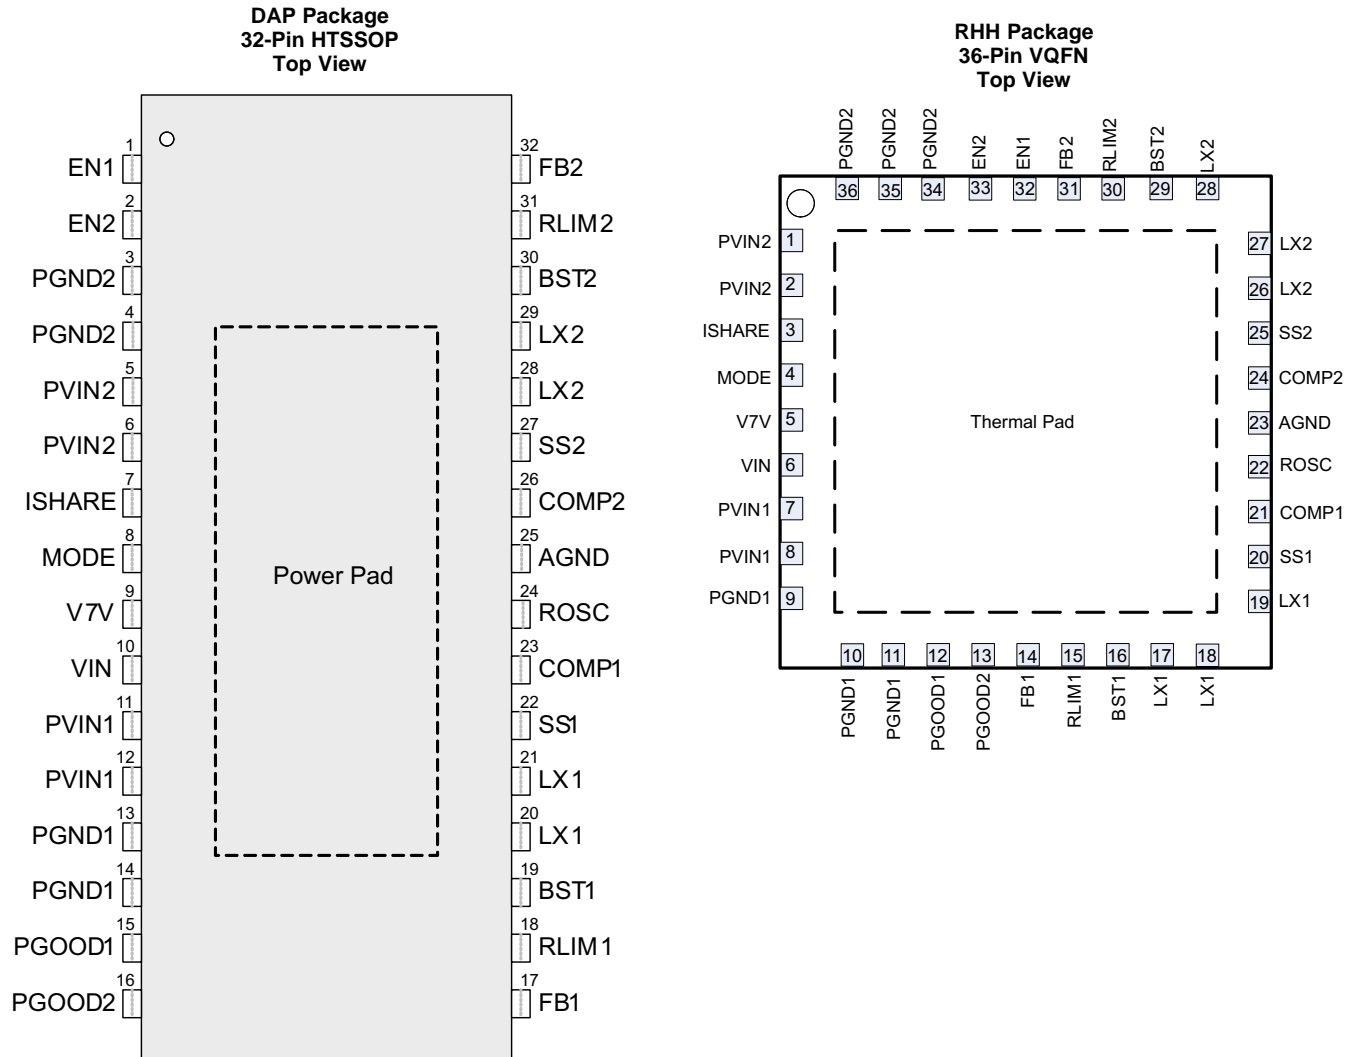 DAP Package
32-Pin HTSSOP
Top View
1
EN1
2
EN2
3
PGND2
4
PGND2
5
PVIN2
6
PVIN2
7
ISHARE
8
MODE
9
V7V
10
VIN
11
PVIN1
12
PVIN1
13
PGND1
14
PGND1
15
PGOOD1
16
PGOOD2
Power Pad
32
FB2
31
RLIM2
30
BST2
29
LX2
28
LX2
27
SS2
26
COMP2
25
AGND
24
ROSC
23
COMP1
22
SS1
21
LX1
20
LX1
19
BST1
18
RLIM1
17
FB1
RHH Package
36-Pin VQFN
Top View
PGND2
PGND2
PGND2
EN2
EN1
FB2
RLIM2
BST2
LX2
36 35 34 33 32 31 30 29 28
PVIN2 1
PVIN2 2
ISHARE 3
MODE 4
V7V 5
VIN 6
PVIN1 7
PVIN1 8
PGND1 9
Thermal Pad
27 LX2
26 LX2
25 SS2
24 COMP2
23 AGND
22 ROSC
21 COMP1
20 SS1
19 LX1
10 11 12 13 14 15 16 17 18
PGND1
PGND1
PGOOD1
PGOOD2
FB1
RLIM1
BST1
LX1
LX1